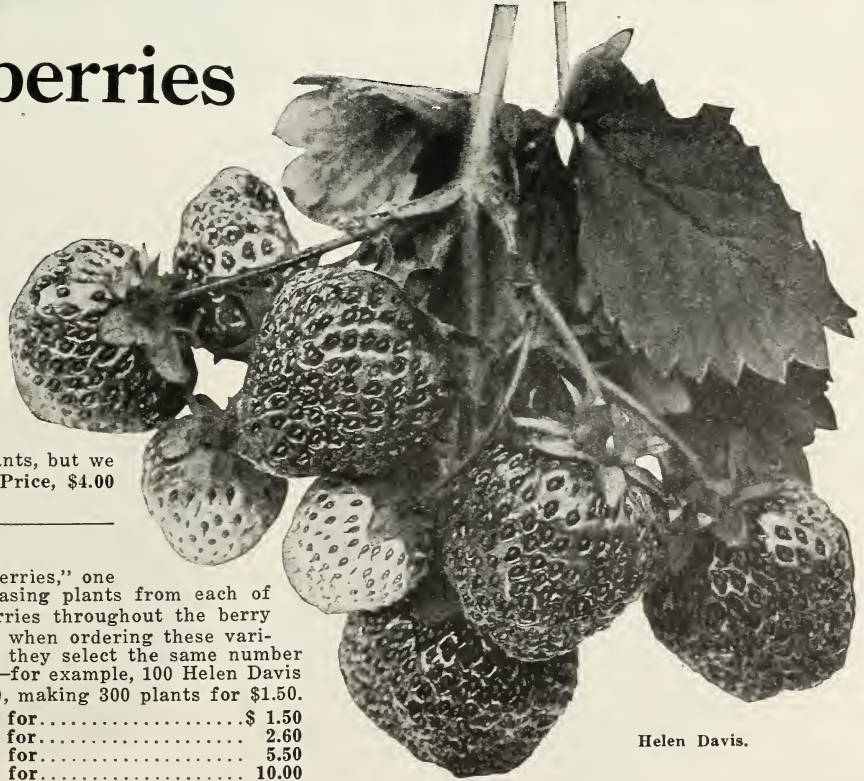 berries
nts, but we
Price, $4.00
erries," one
asing plants from each of
rries throughout the berry
when ordering these vari-
they select the same number
—for example, 100 Helen Davis
, making 300 plants for $1.50.
for....................$ 1.50
for.................... 2.60
for.................... 5.50
for.................... 10.00
Helen Davis.